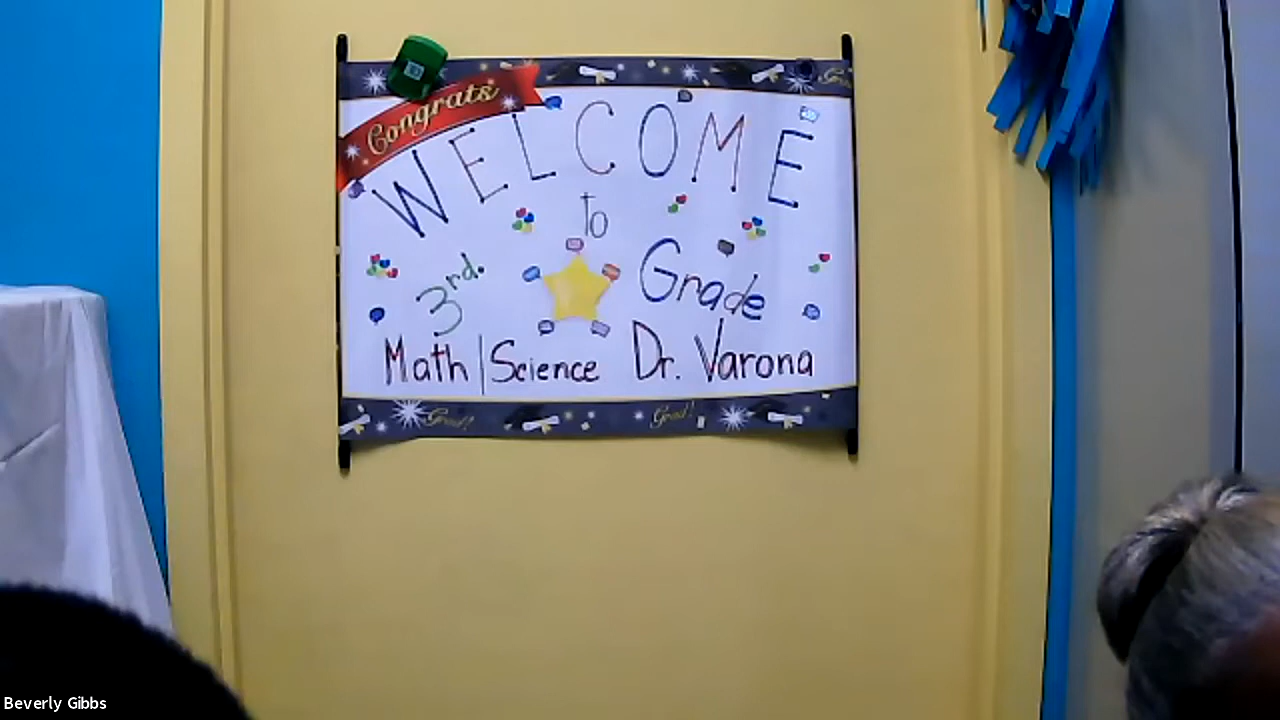 Congrats
WELCOME
to
3rd. Grade
Math | Science Dr. Varona
Grad! Grad!
Beverly Gibbs